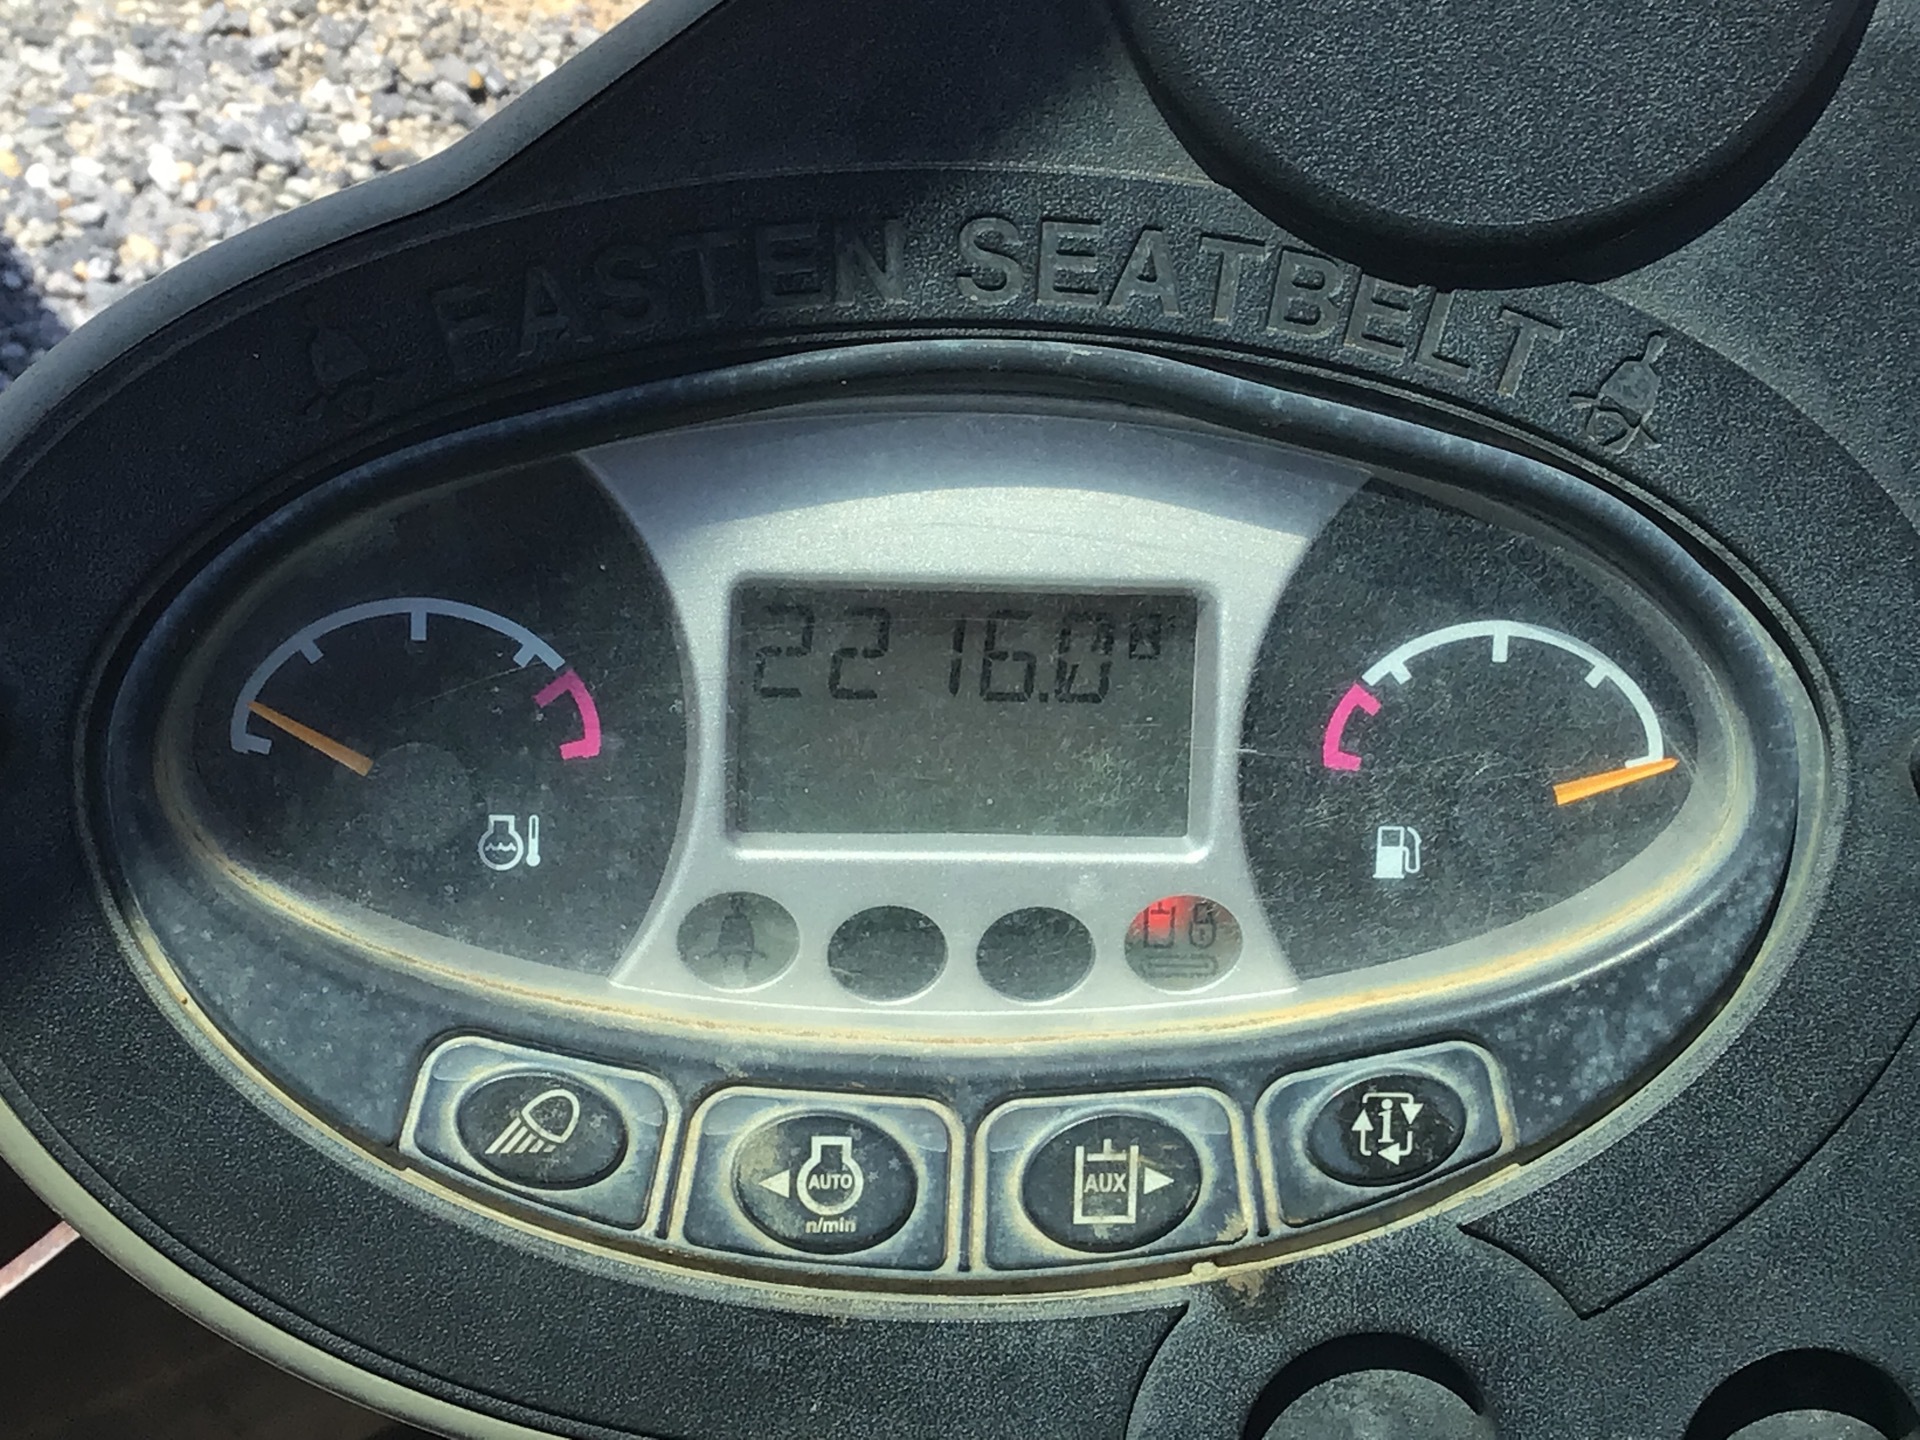 FASTEN SEATBELT
2216.0 h
AUTO
n/min
AUX
i